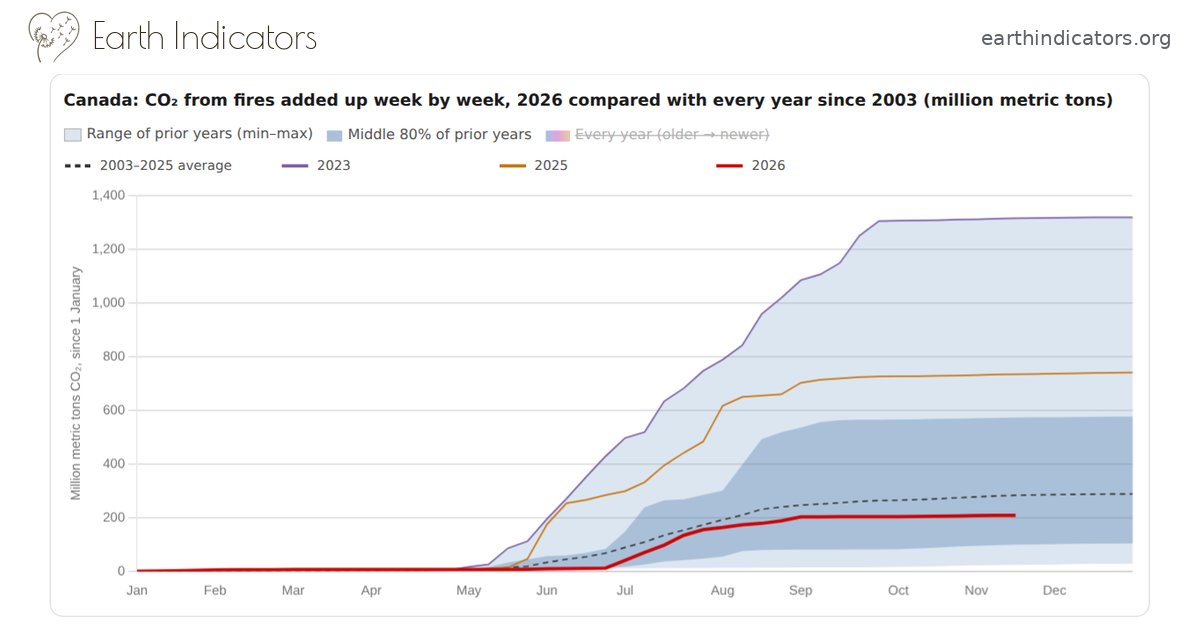 Earth Indicators
earthindicators.org
Canada: CO₂ from fires added up week by week, 2026 compared with every year since 2003 (million metric tons)
Range of prior years (min–max)
Middle 80% of prior years
Every year (older → newer)
2003–2025 average
2023
2025
2026
Million metric tons CO₂, since 1 January
1,400
1,200
1,000
800
600
400
200
0
Jan
Feb
Mar
Apr
May
Jun
Jul
Aug
Sep
Oct
Nov
Dec